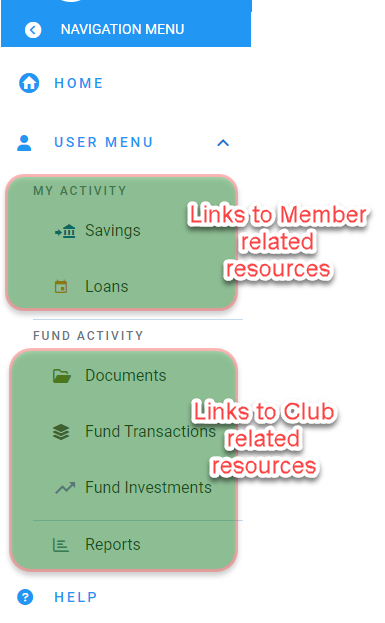 NAVIGATION MENU
HOME
USER MENU
MY ACTIVITY
Savings
Loans
Links to Member
related
resources
FUND ACTIVITY
Documents
Fund Transactions
Fund Investments
Reports
Links to Club
related
resources
HELP